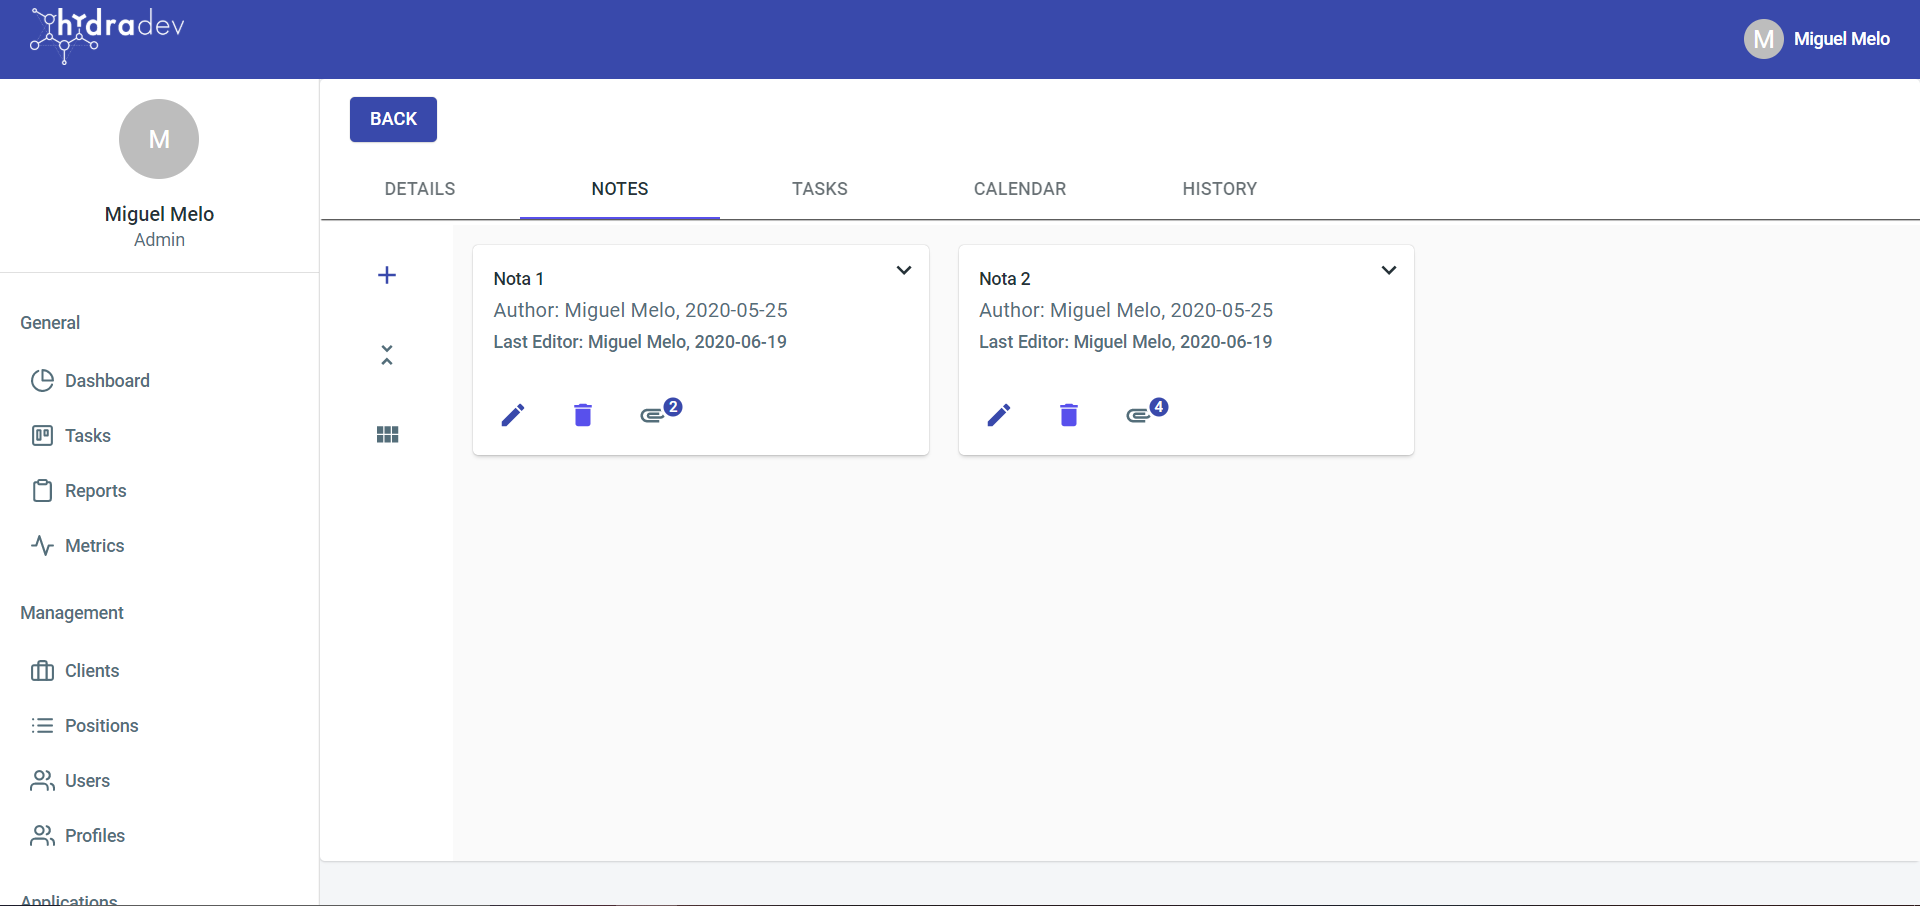 hydradev
M
Miguel Melo
M
Miguel Melo
Admin
General
Dashboard
Tasks
Reports
Metrics
Management
Clients
Positions
Users
Profiles
Applications
BACK
DETAILS
NOTES
TASKS
CALENDAR
HISTORY
Nota 1
Author: Miguel Melo, 2020-05-25
Last Editor: Miguel Melo, 2020-06-19
2
Nota 2
Author: Miguel Melo, 2020-05-25
Last Editor: Miguel Melo, 2020-06-19
4